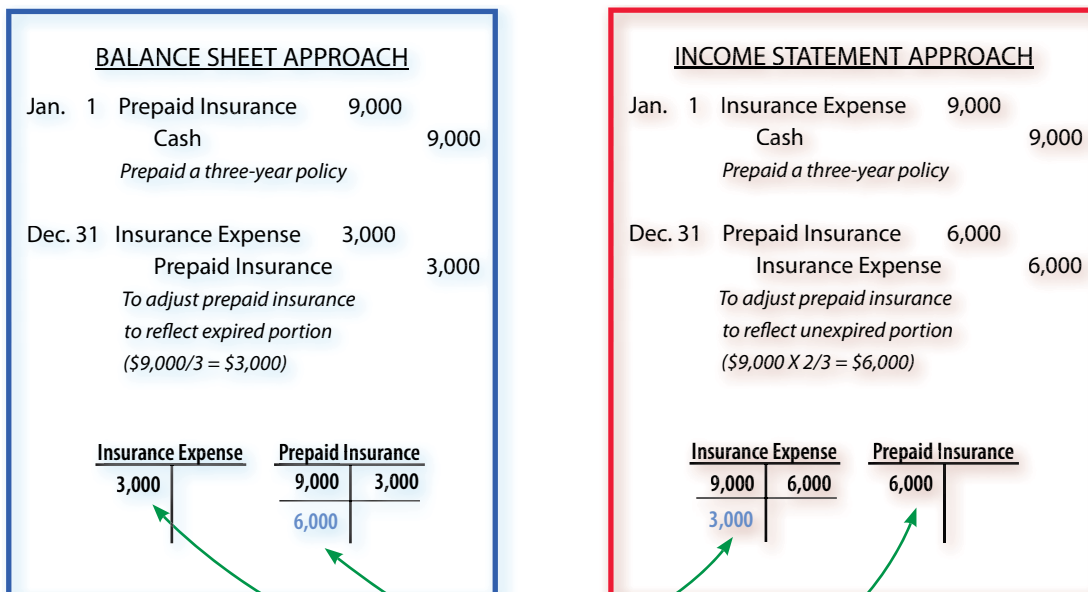 BALANCE SHEET APPROACH
Jan. 1 Prepaid Insurance 9,000
Cash 9,000
Prepaid a three-year policy
Dec. 31 Insurance Expense 3,000
Prepaid Insurance 3,000
To adjust prepaid insurance
to reflect expired portion
($9,000/3 = $3,000)
Insurance Expense Prepaid Insurance
3,000 9,000 3,000
6,000
INCOME STATEMENT APPROACH
Jan. 1 Insurance Expense 9,000
Cash 9,000
Prepaid a three-year policy
Dec. 31 Prepaid Insurance 6,000
Insurance Expense 6,000
To adjust prepaid insurance
to reflect unexpired portion
($9,000 X 2/3 = $6,000)
Insurance Expense Prepaid Insurance
9,000 6,000 6,000
3,000